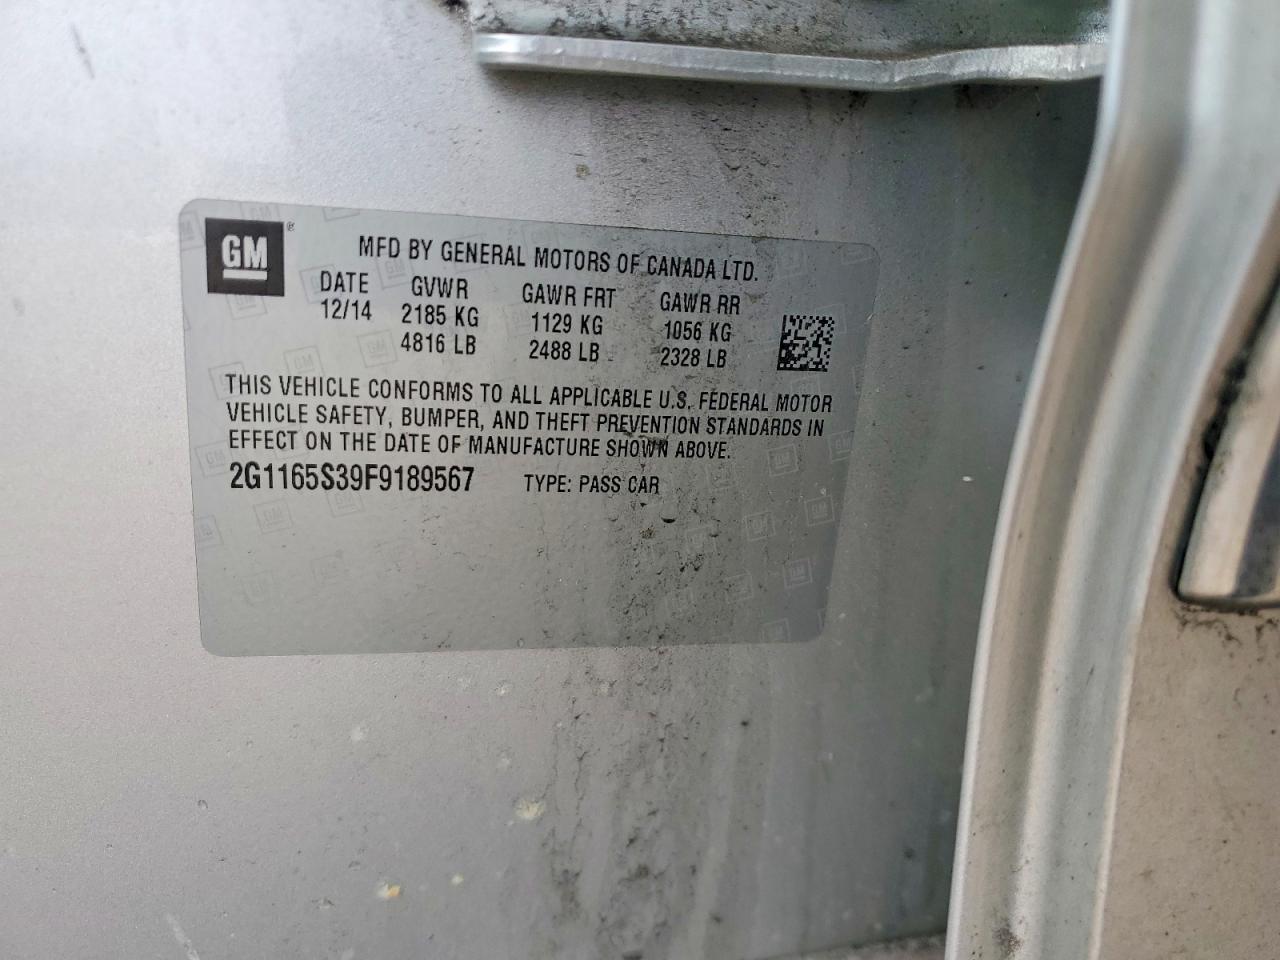 GM ®
MFD BY GENERAL MOTORS OF CANADA LTD.
DATE GVWR GAWR FRT GAWR RR
12/14 2185 KG 1129 KG 1056 KG
4816 LB 2488 LB 2328 LB
THIS VEHICLE CONFORMS TO ALL APPLICABLE U.S. FEDERAL MOTOR
VEHICLE SAFETY, BUMPER, AND THEFT PREVENTION STANDARDS IN
EFFECT ON THE DATE OF MANUFACTURE SHOWN ABOVE.
2G1165S39F9189567 TYPE: PASS CAR